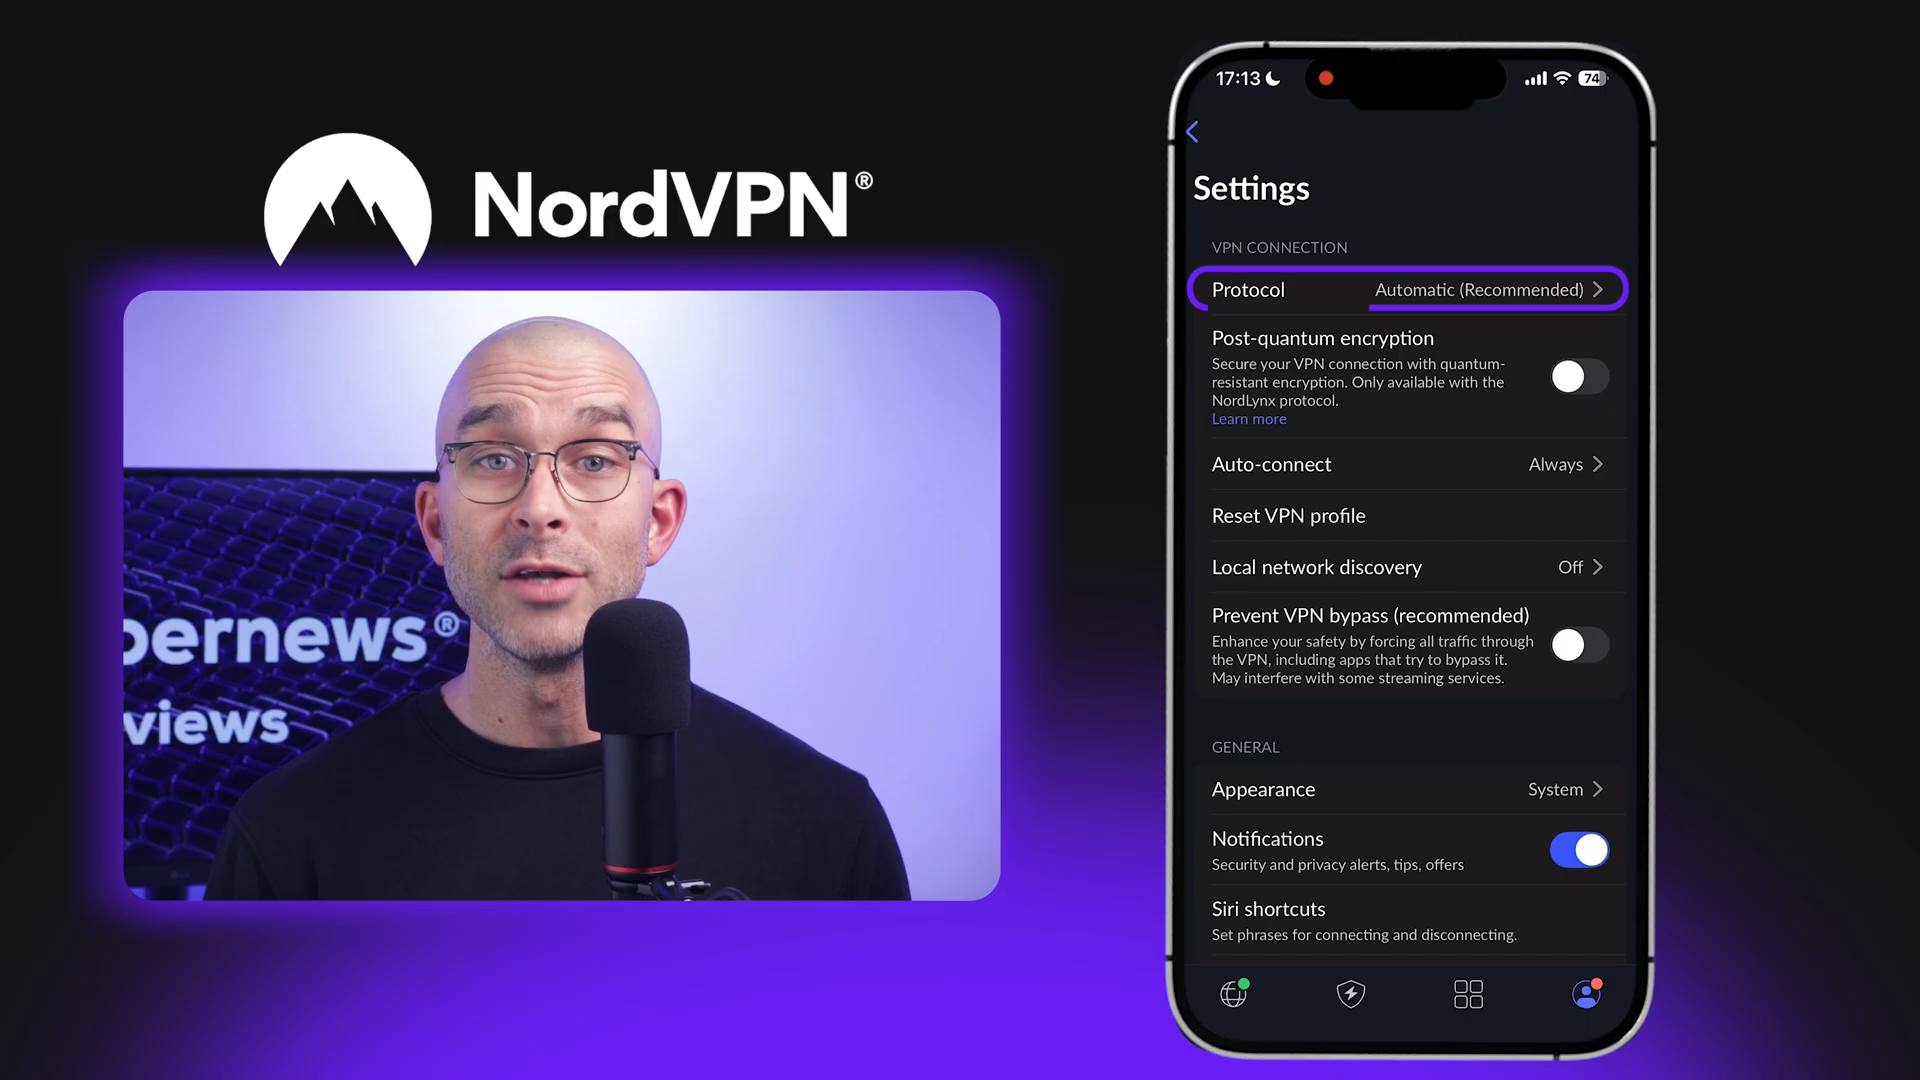 NordVPN®
bernews®
views
17:13
74
Settings
VPN CONNECTION
Protocol Automatic (Recommended)
Post-quantum encryption
Secure your VPN connection with quantum-
resistant encryption. Only available with the
NordLynx protocol.
Learn more
Auto-connect Always
Reset VPN profile
Local network discovery Off
Prevent VPN bypass (recommended)
Enhance your safety by forcing all traffic through
the VPN, including apps that try to bypass it.
May interfere with some streaming services.
GENERAL
Appearance System
Notifications
Security and privacy alerts, tips, offers
Siri shortcuts
Set phrases for connecting and disconnecting.